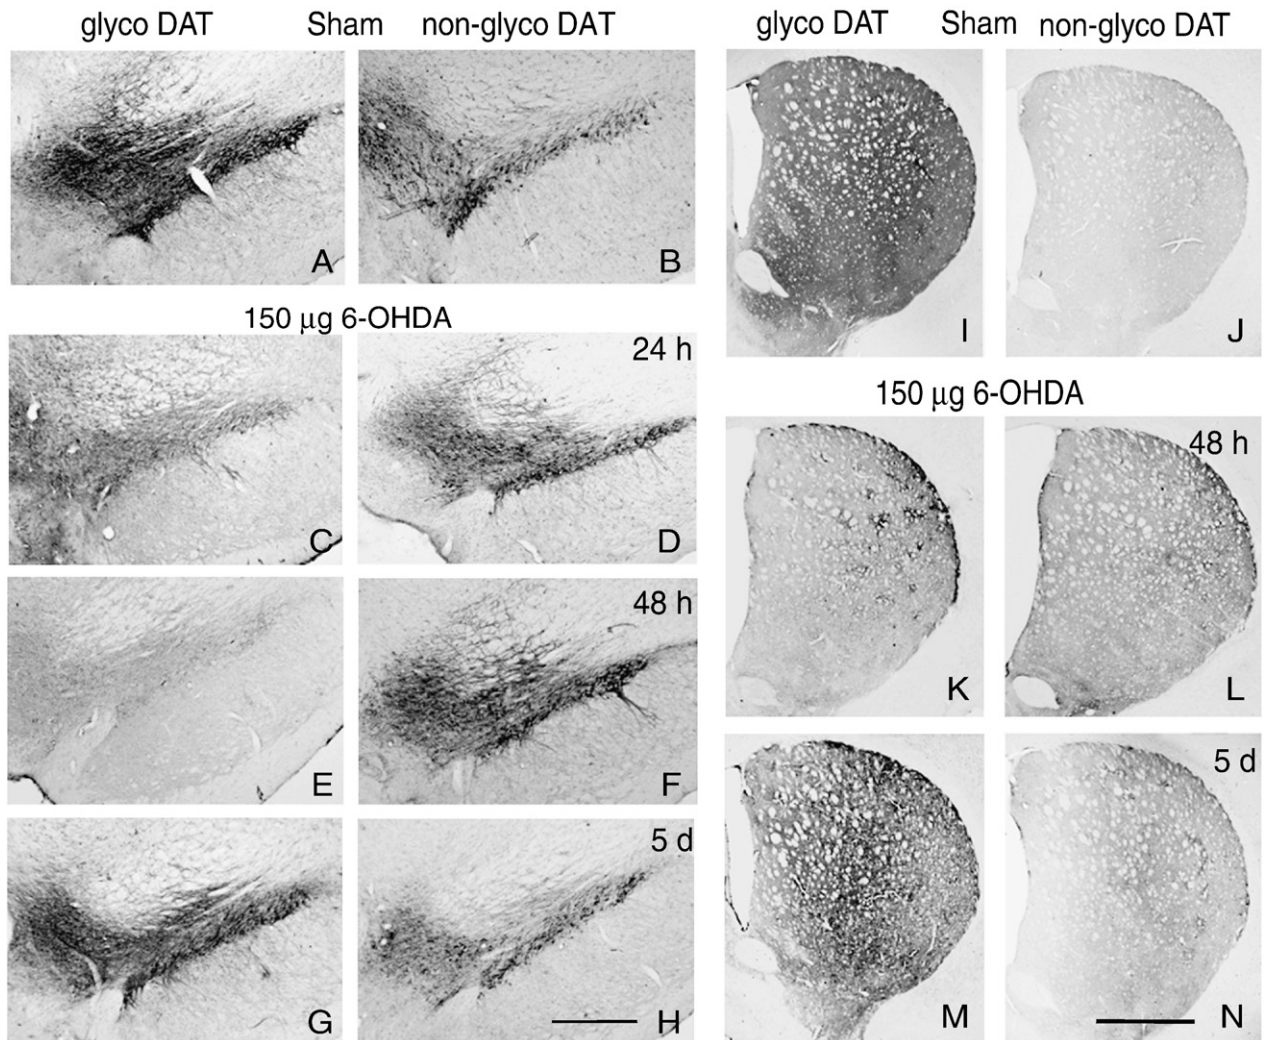 glyco DAT Sham non-glyco DAT
A B
150 µg 6-OHDA
24 h
C D
48 h
E F
5 d
G H
glyco DAT Sham non-glyco DAT
I J
150 µg 6-OHDA
48 h
K L
5 d
M N